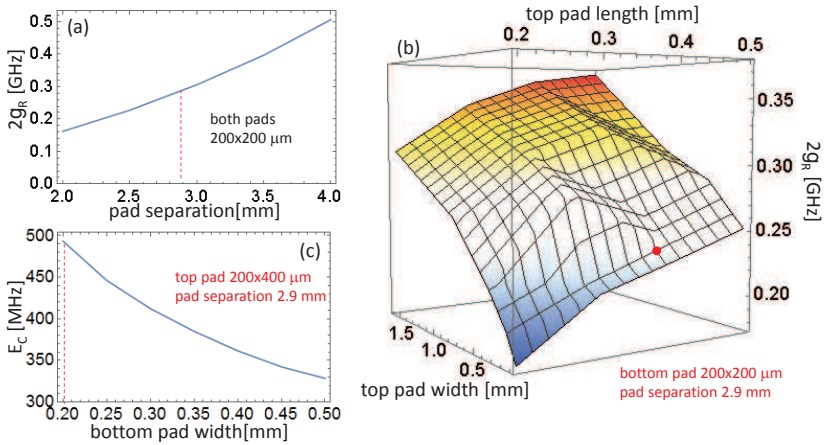 (a)
2g_R [GHz]
0.5
0.4
0.3
0.2
0.1
0.0
both pads
200x200 μm
2.0 2.5 3.0 3.5 4.0
pad separation[mm]
(b)
top pad length [mm]
0.2 0.3 0.4 0.5
0.35
0.30
0.25
0.20
2g_R [GHz]
1.5 1.0 0.5
top pad width [mm]
bottom pad 200x200 μm
pad separation 2.9 mm
(c)
E_C [MHz]
500
450
400
350
300
top pad 200x400 μm
pad separation 2.9 mm
0.20 0.25 0.30 0.35 0.40 0.45 0.50
bottom pad width[mm]